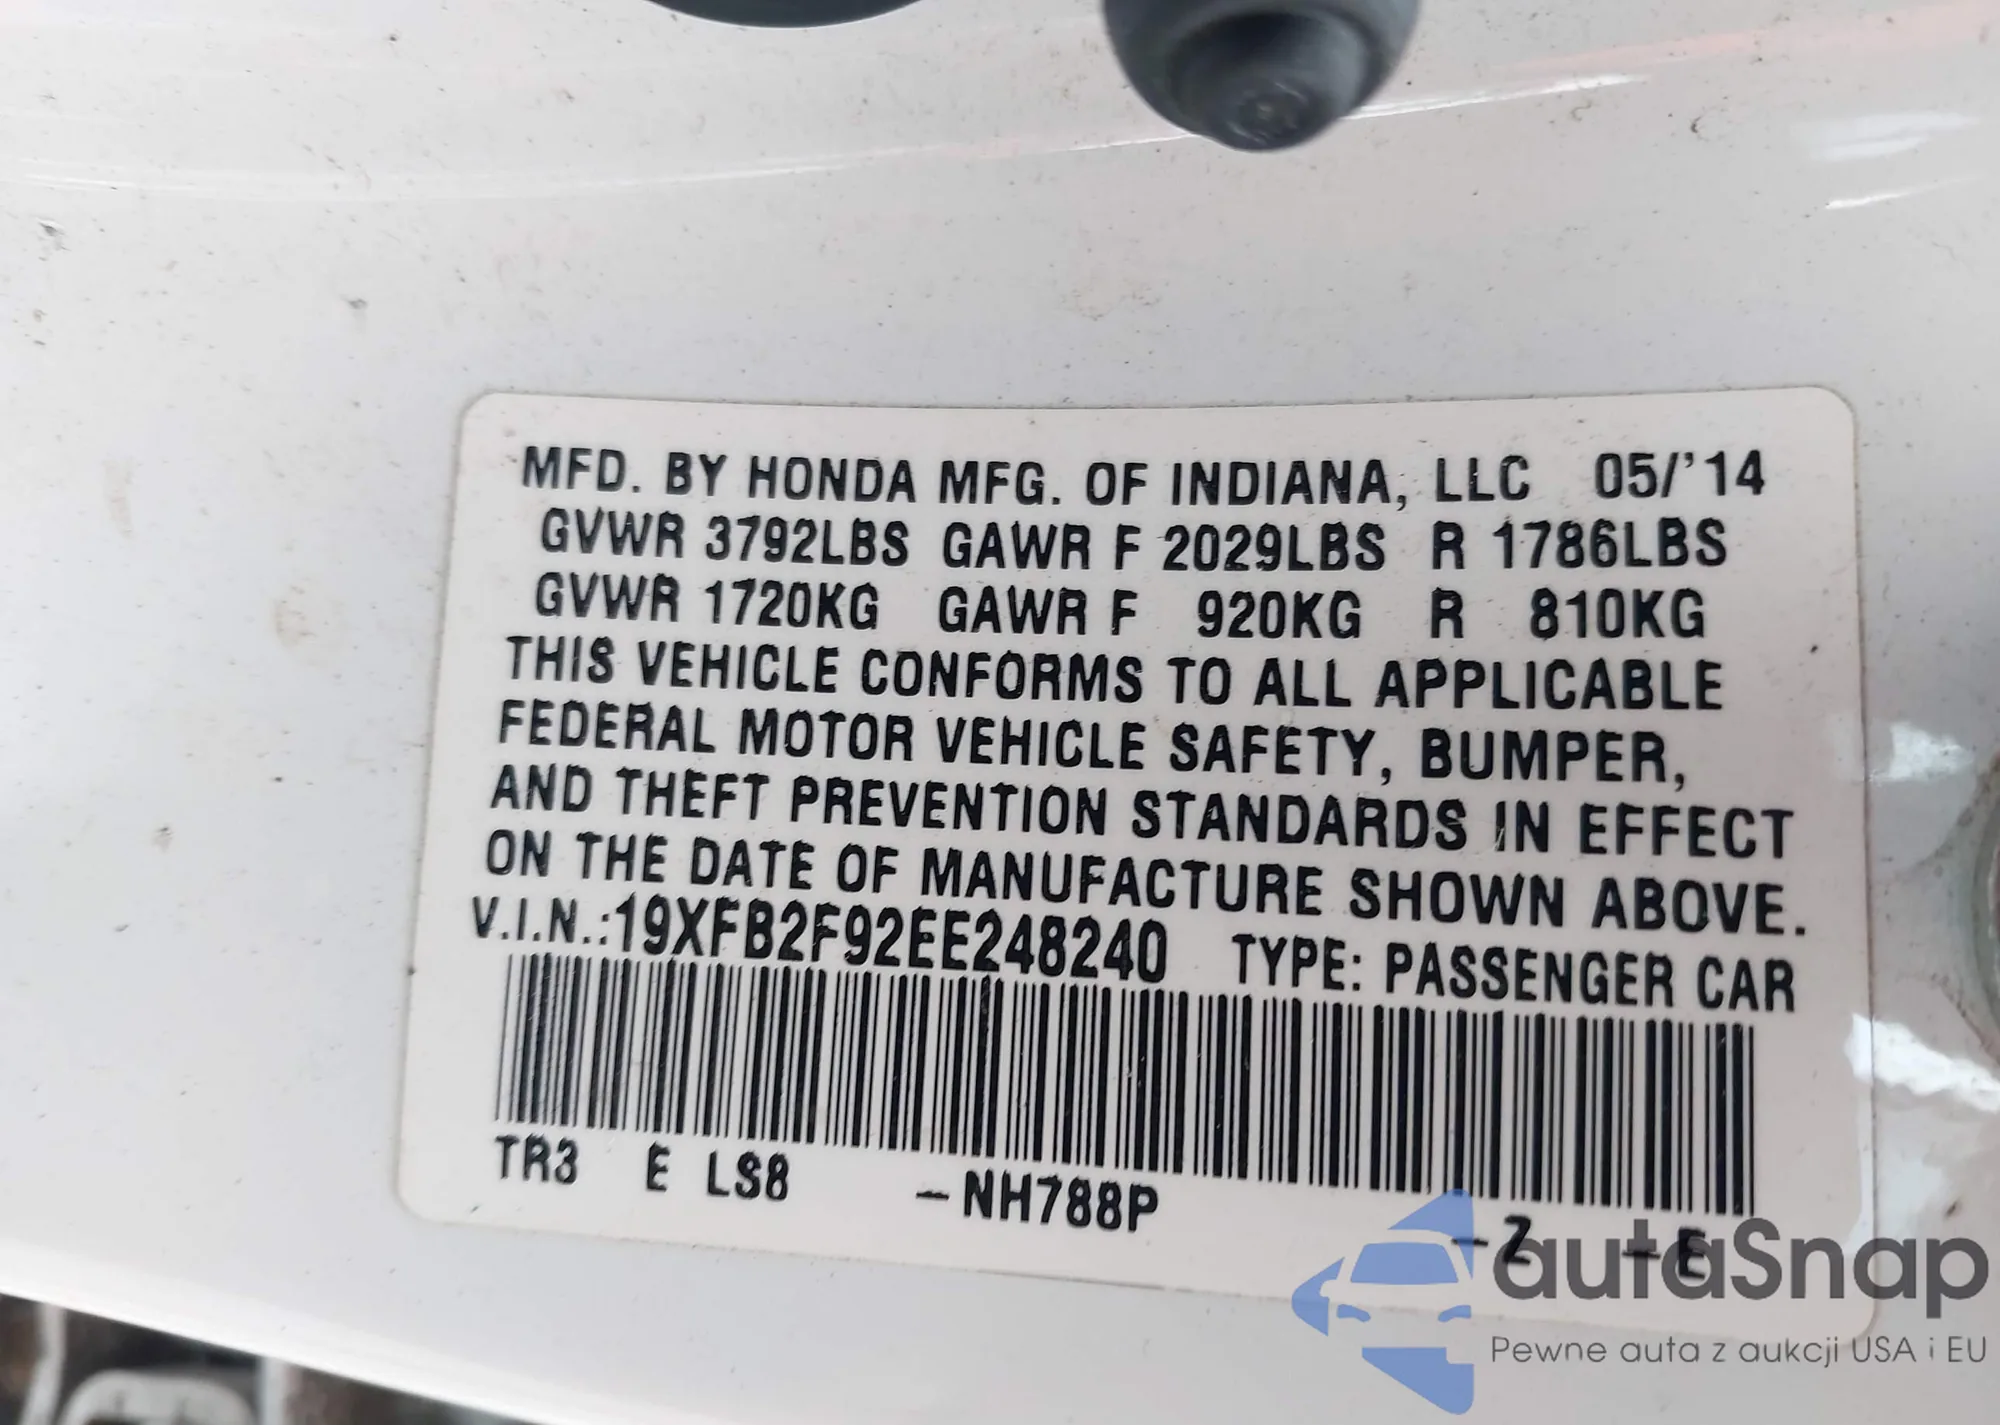 MFD. BY HONDA MFG. OF INDIANA, LLC 05/'14
GVWR 3792LBS GAWR F 2029LBS R 1786LBS
GVWR 1720KG GAWR F 920KG R 810KG
THIS VEHICLE CONFORMS TO ALL APPLICABLE
FEDERAL MOTOR VEHICLE SAFETY, BUMPER,
AND THEFT PREVENTION STANDARDS IN EFFECT
ON THE DATE OF MANUFACTURE SHOWN ABOVE.
V.I.N.:19XFB2F92EE248240 TYPE: PASSENGER CAR
TR3 E LS8 -NH788P -Z -E
autaSnap
Pewne auta z aukcji USA i EU